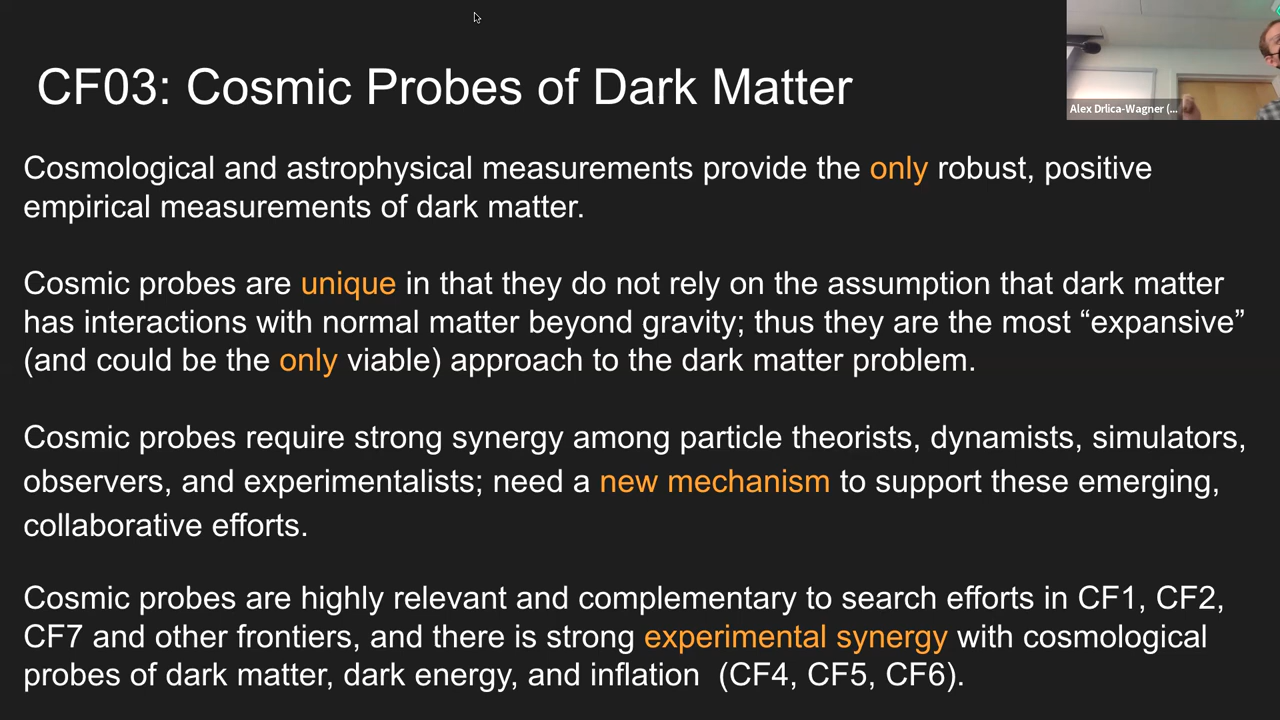 CF03: Cosmic Probes of Dark Matter
Alex Drlica-Wagner (...
Cosmological and astrophysical measurements provide the only robust, positive
empirical measurements of dark matter.
Cosmic probes are unique in that they do not rely on the assumption that dark matter
has interactions with normal matter beyond gravity; thus they are the most “expansive”
(and could be the only viable) approach to the dark matter problem.
Cosmic probes require strong synergy among particle theorists, dynamists, simulators,
observers, and experimentalists; need a new mechanism to support these emerging,
collaborative efforts.
Cosmic probes are highly relevant and complementary to search efforts in CF1, CF2,
CF7 and other frontiers, and there is strong experimental synergy with cosmological
probes of dark matter, dark energy, and inflation (CF4, CF5, CF6).